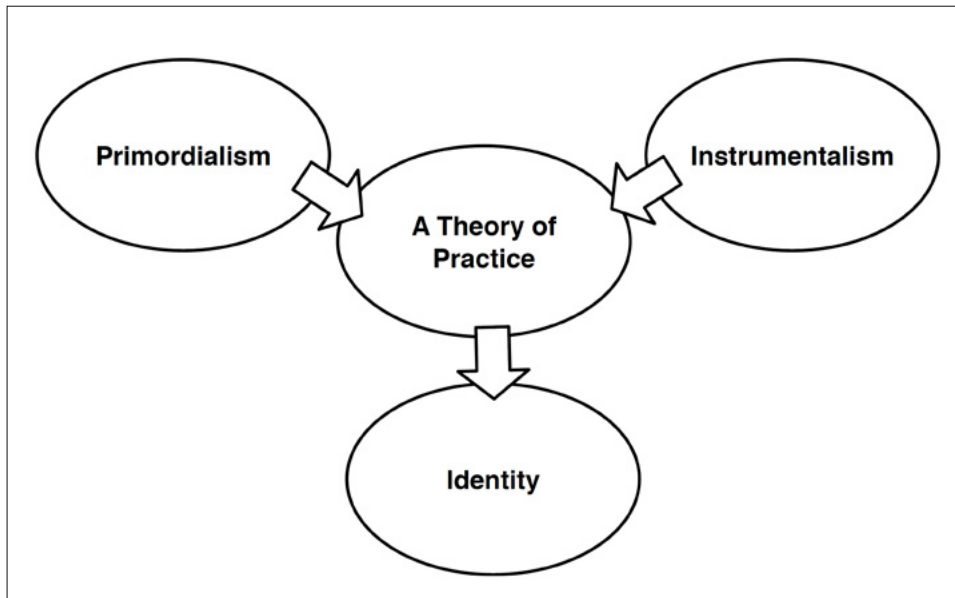 Primordialism
Instrumentalism
A Theory of
Practice
Identity